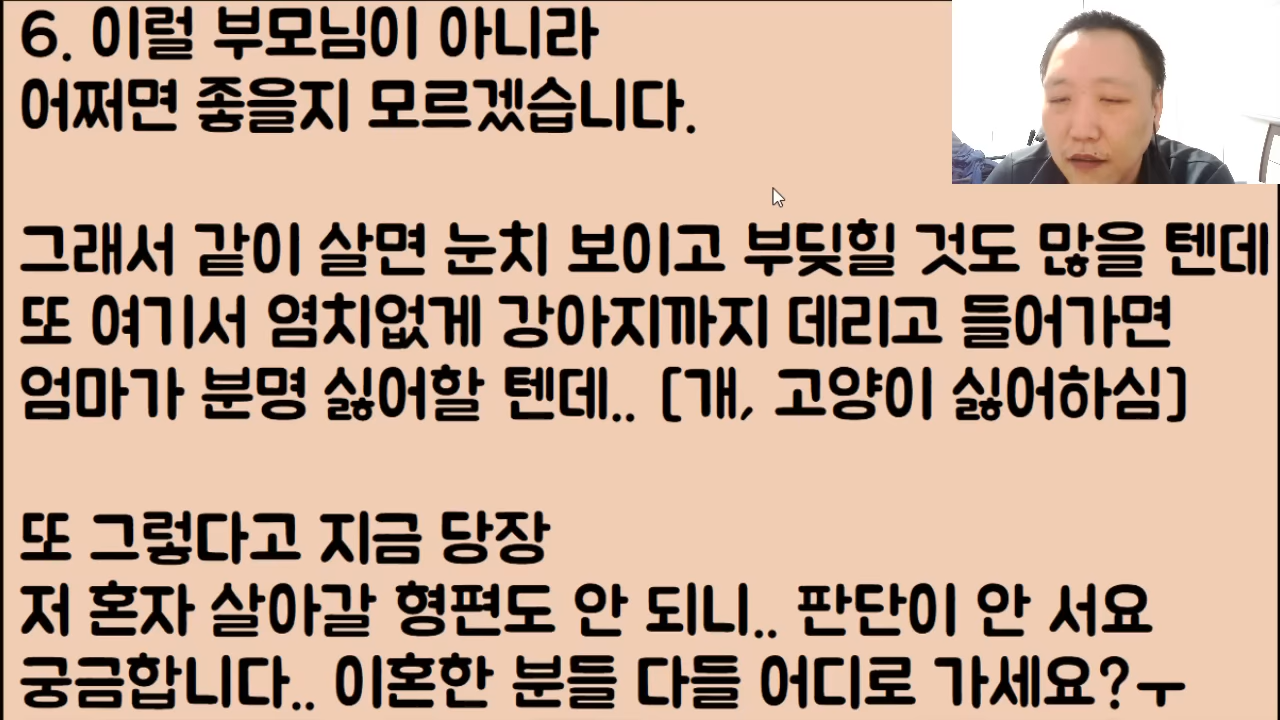 6. 이럴 부모님이 아니라
어쩌면 좋을지 모르겠습니다.
그래서 같이 살면 눈치 보이고 부딪힐 것도 많을 텐데
또 여기서 염치없게 강아지까지 데리고 들어가면
엄마가 분명 싫어할 텐데.. [개, 고양이 싫어하심]
또 그렇다고 지금 당장
저 혼자 살아갈 형편도 안 되니.. 판단이 안 서요
궁금합니다.. 이혼한 분들 다들 어디로 가세요?ㅜ